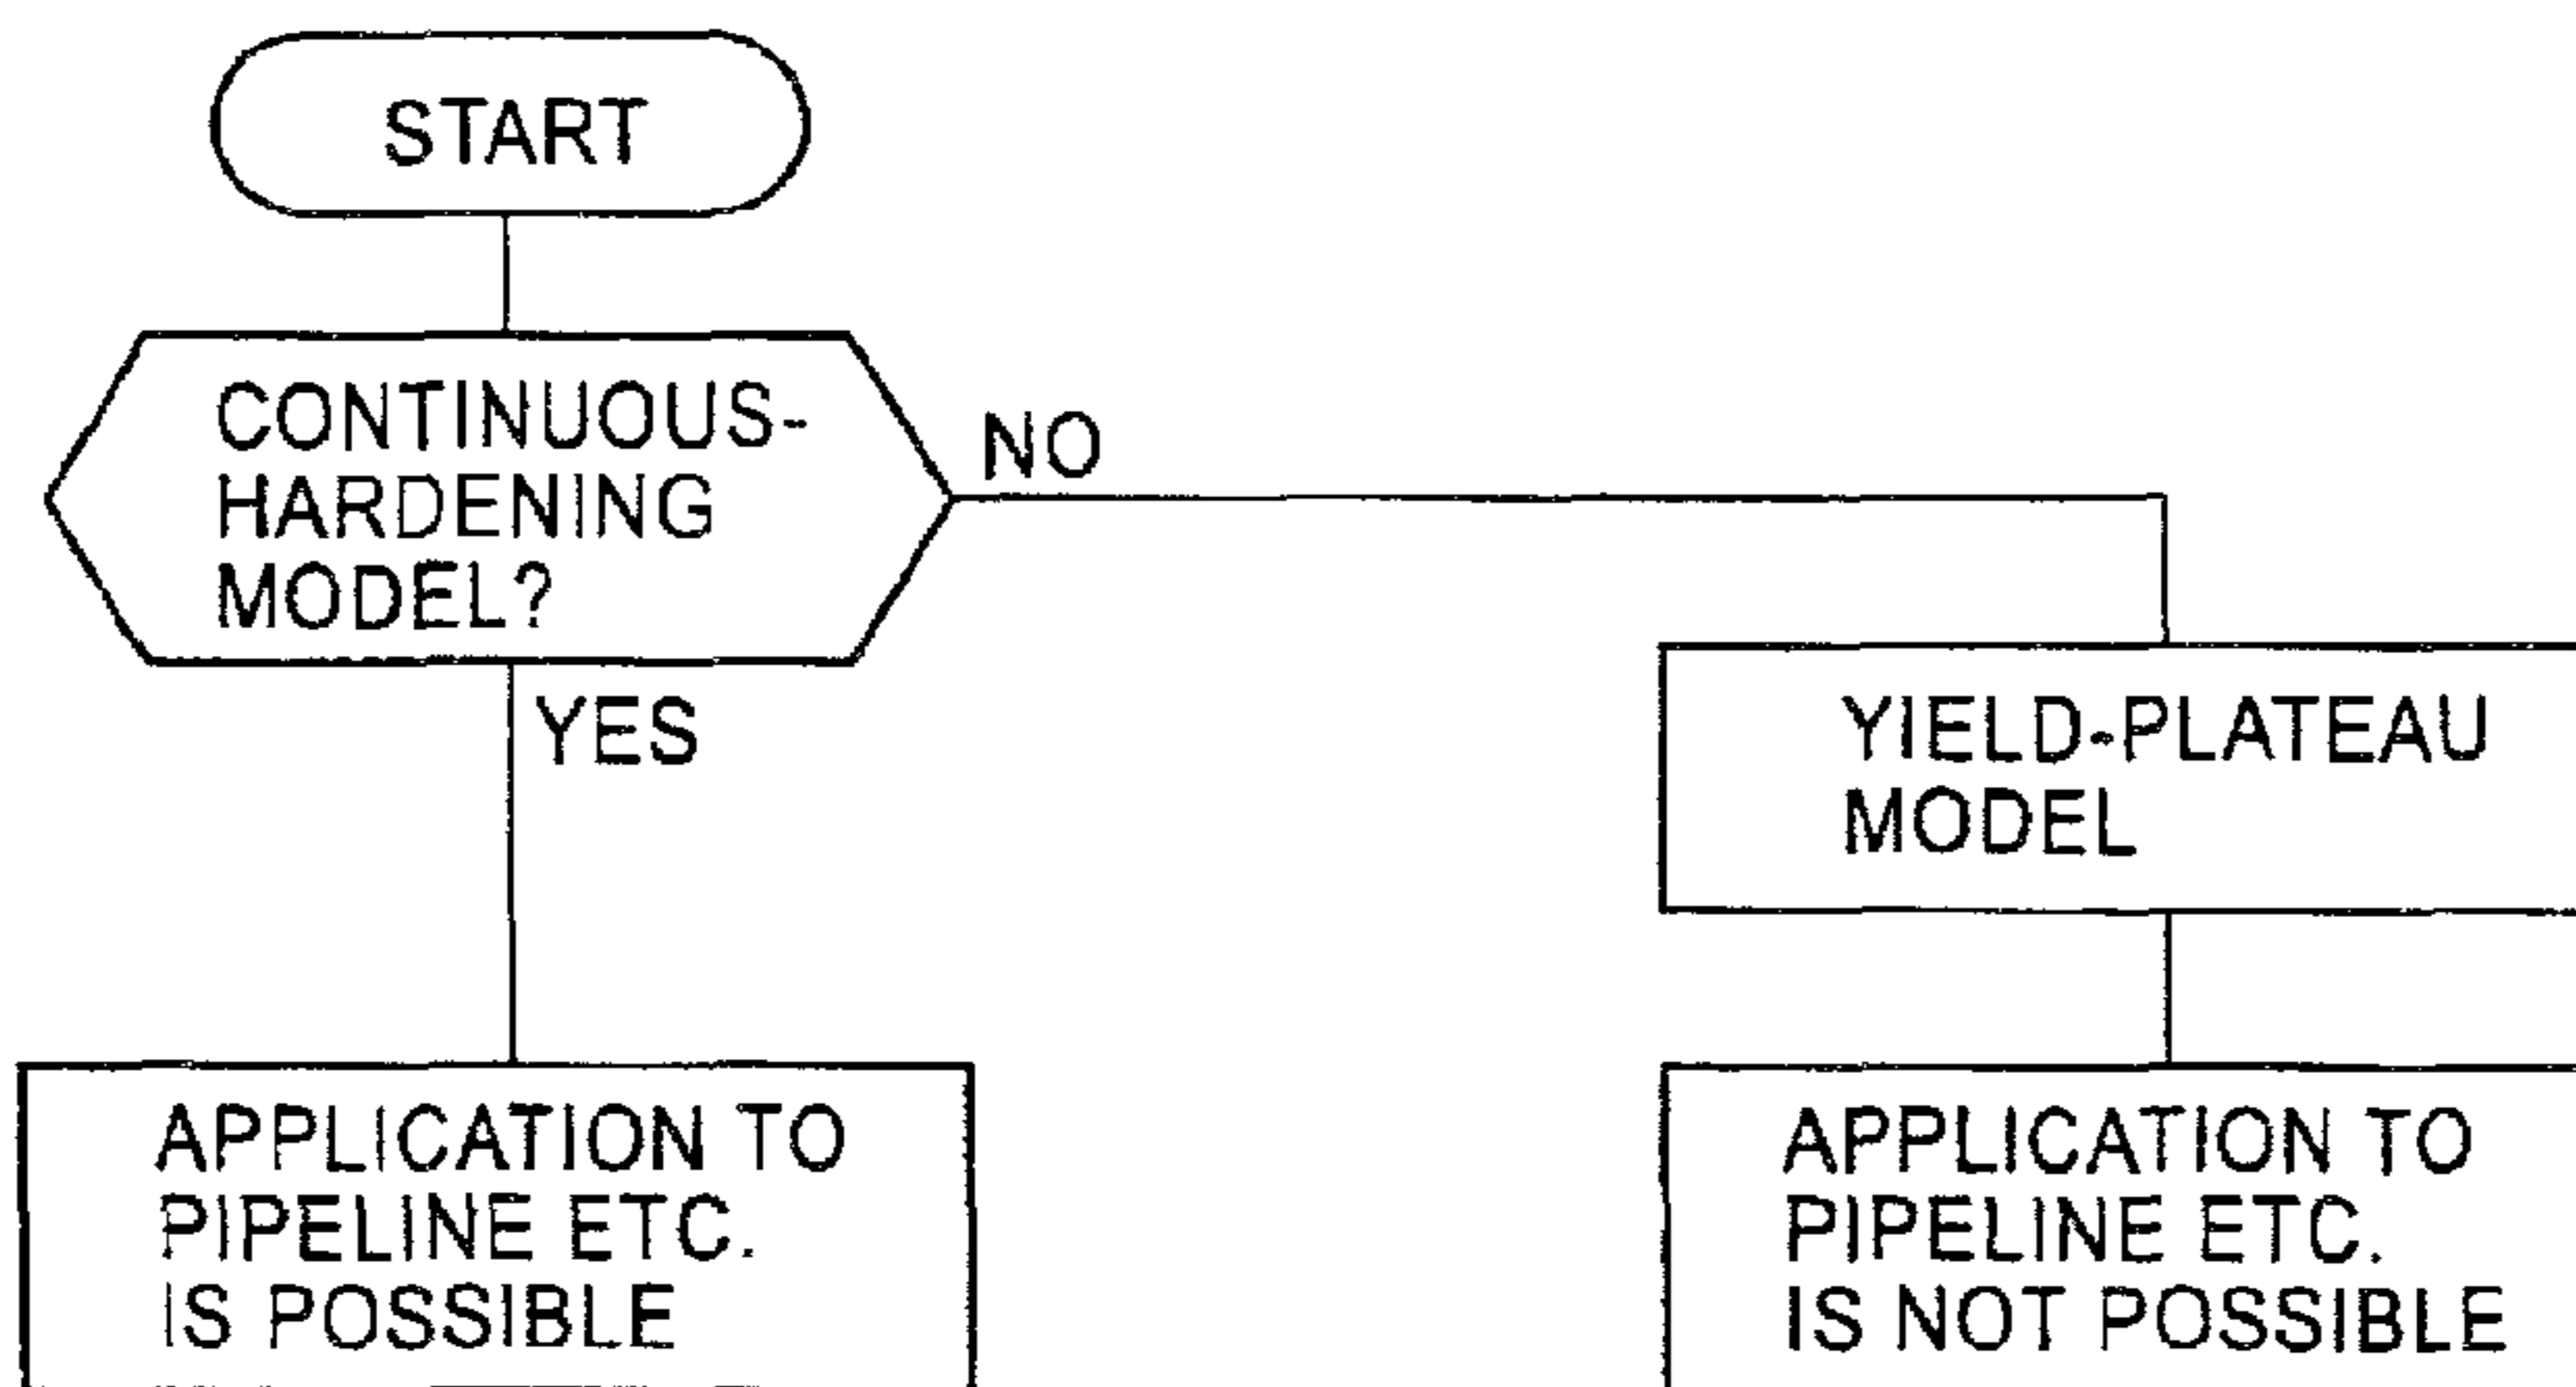 START
CONTINUOUS-
HARDENING
MODEL?
NO
YES
YIELD-PLATEAU
MODEL
APPLICATION TO
PIPELINE ETC.
IS POSSIBLE
APPLICATION TO
PIPELINE ETC.
IS NOT POSSIBLE